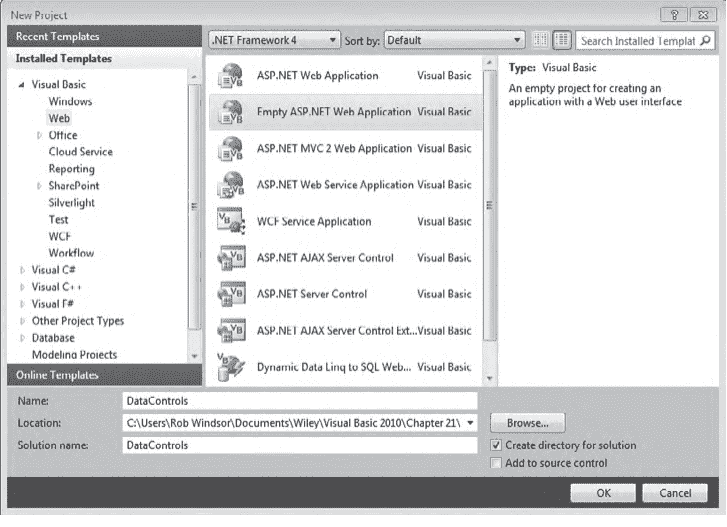 New Project
Recent Templates
.NET Framework 4
Sort by: Default
Search Installed Templat
Installed Templates
Visual Basic
Windows
Web
Office
Cloud Service
Reporting
SharePoint
Silverlight
Test
WCF
Workflow
Visual C#
Visual C++
Visual F#
Other Project Types
Database
Modeling Projects
Online Templates
ASP.NET Web Application Visual Basic
Empty ASP.NET Web Application Visual Basic
ASP.NET MVC 2 Web Application Visual Basic
ASP.NET Web Service Application Visual Basic
WCF Service Application Visual Basic
ASP.NET AJAX Server Control Visual Basic
ASP.NET Server Control Visual Basic
ASP.NET AJAX Server Control Ext...Visual Basic
Dynamic Data Linq to SQL Web... Visual Basic
Type: Visual Basic
An empty project for creating an
application with a Web user interface
Name: DataControls
Location: C:\Users\Rob Windsor\Documents\Wiley\Visual Basic 2010\Chapter 21\
Browse...
Solution name: DataControls
Create directory for solution
Add to source control
OK Cancel